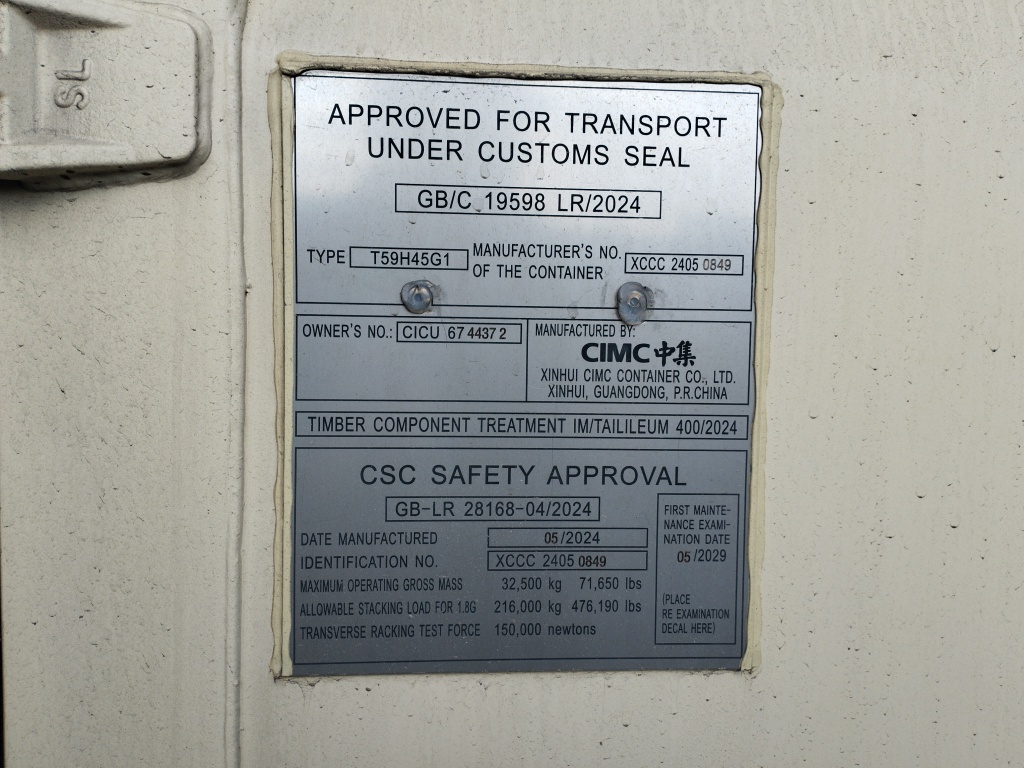 SL
APPROVED FOR TRANSPORT
UNDER CUSTOMS SEAL
GB/C 19598 LR/2024
TYPE T59H45G1
MANUFACTURER'S NO.
OF THE CONTAINER
XCCC 2405 0849
OWNER'S NO.: CICU 67 4437 2
MANUFACTURED BY:
CIMC 中集
XINHUI CIMC CONTAINER CO., LTD.
XINHUI, GUANGDONG, P.R.CHINA
TIMBER COMPONENT TREATMENT IM/TAILILEUM 400/2024
CSC SAFETY APPROVAL
GB-LR 28168-04/2024
DATE MANUFACTURED 05/2024
IDENTIFICATION NO. XCCC 2405 0849
MAXIMUM OPERATING GROSS MASS 32,500 kg 71,650 lbs
ALLOWABLE STACKING LOAD FOR 1.8G 216,000 kg 476,190 lbs
TRANSVERSE RACKING TEST FORCE 150,000 newtons
FIRST MAINTE-
NANCE EXAMI-
NATION DATE
05/2029
(PLACE
RE EXAMINATION
DECAL HERE)